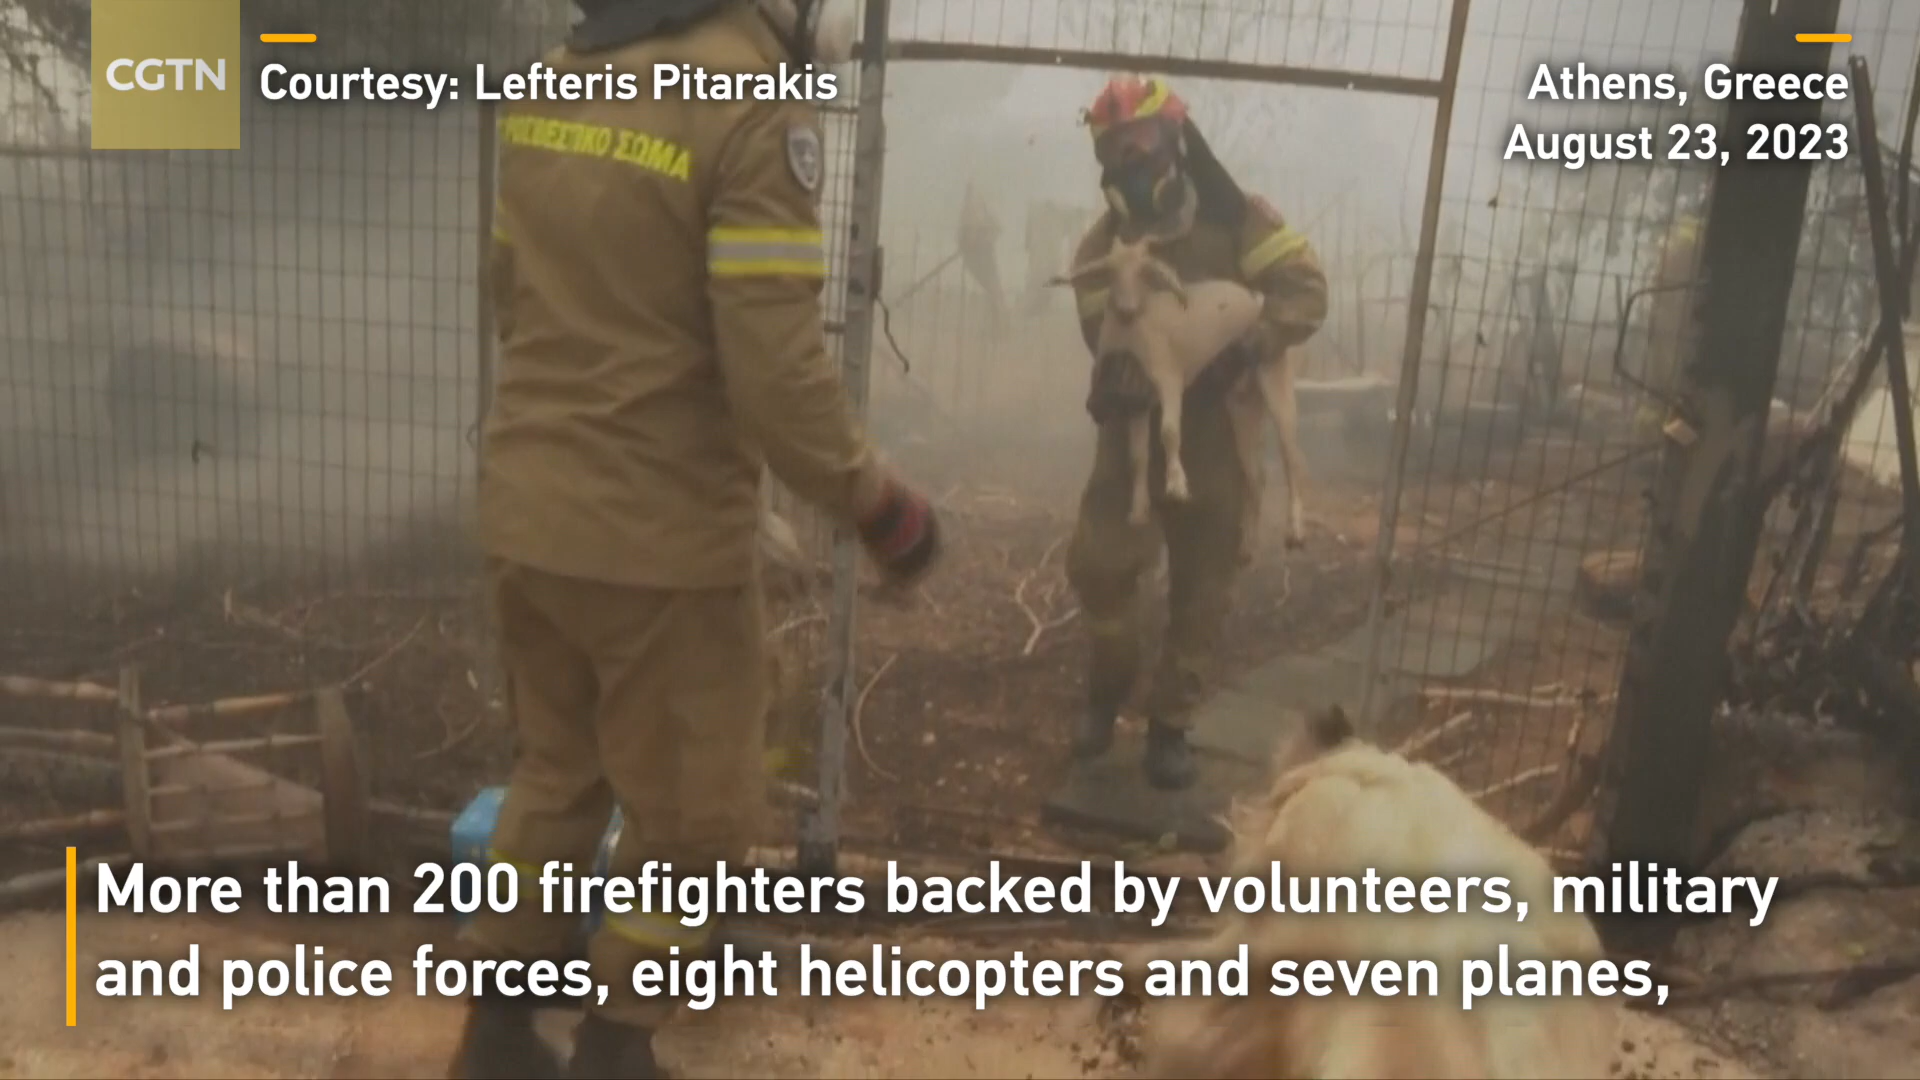 CGTN
Courtesy: Lefteris Pitarakis
Athens, Greece
August 23, 2023
ΣΩΜΑ
More than 200 firefighters backed by volunteers, military
and police forces, eight helicopters and seven planes,